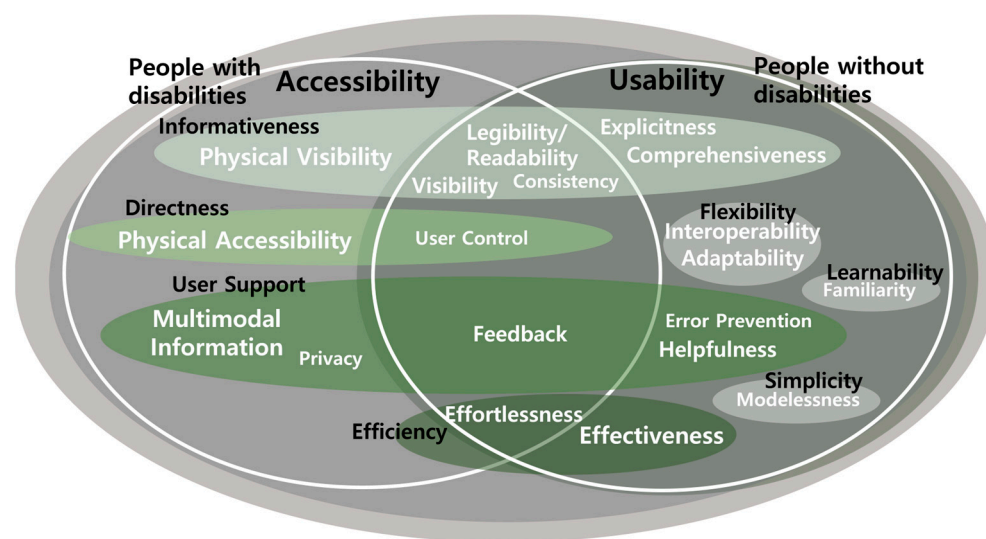 People with
disabilities
Accessibility
Usability
People without
disabilities
Informativeness
Physical Visibility
Legibility/
Readability
Visibility
Consistency
Explicitness
Comprehensiveness
Directness
Physical Accessibility
User Control
Flexibility
Interoperability
Adaptability
Learnability
Familiarity
User Support
Multimodal
Information
Privacy
Feedback
Error Prevention
Helpfulness
Simplicity
Modelessness
Efficiency
Effortlessness
Effectiveness